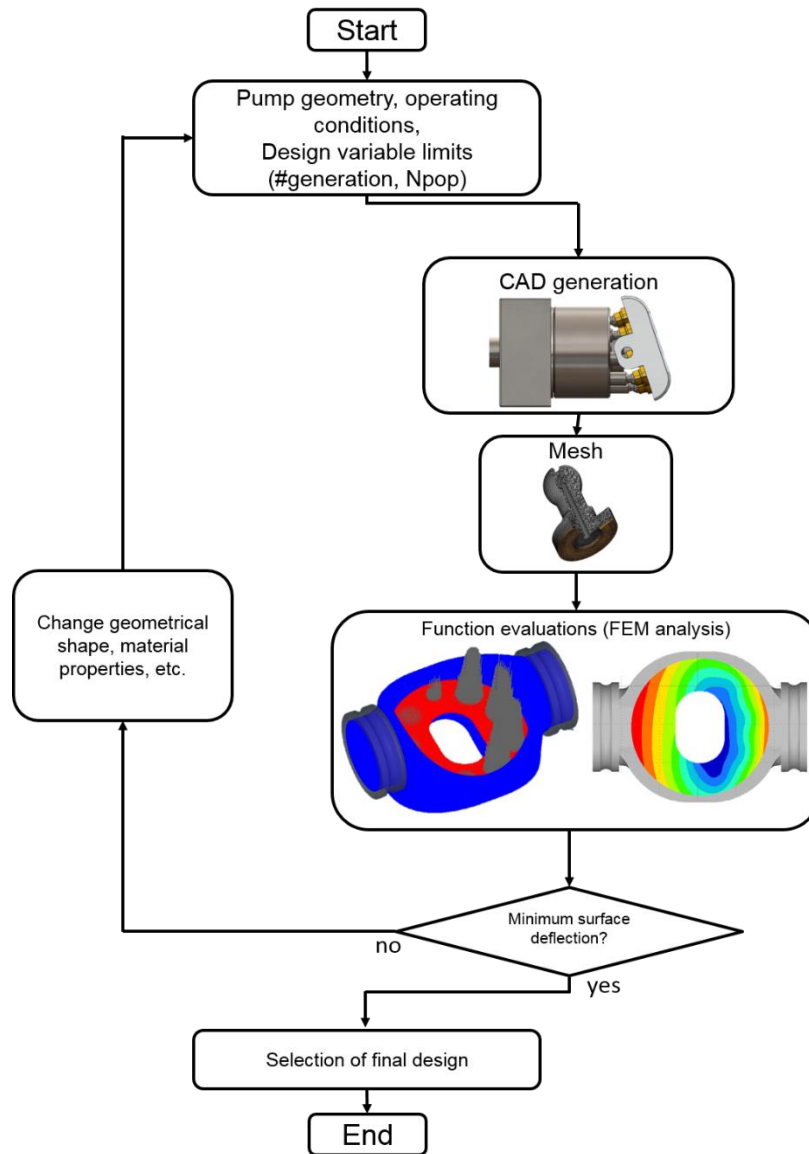 Start
Pump geometry, operating
conditions,
Design variable limits
(#generation, Npop)
CAD generation
Mesh
Function evaluations (FEM analysis)
Change geometrical
shape, material
properties, etc.
Minimum surface
deflection?
no
yes
Selection of final design
End